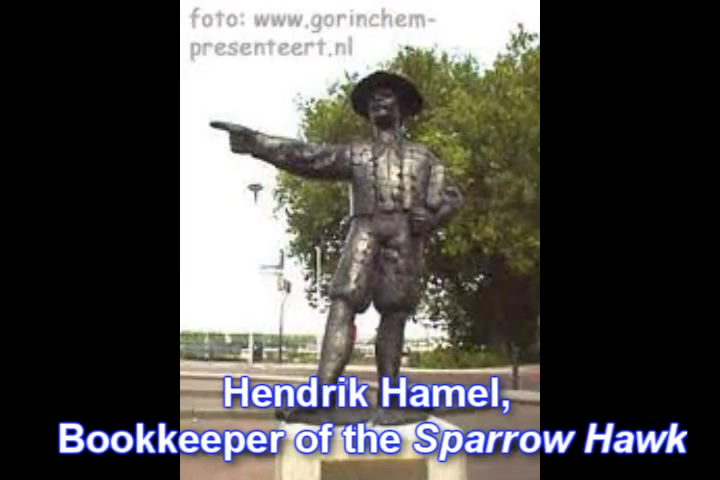 foto: www.gorinchem-
presenteert.nl
Hendrik Hamel,
Bookkeeper of the Sparrow Hawk